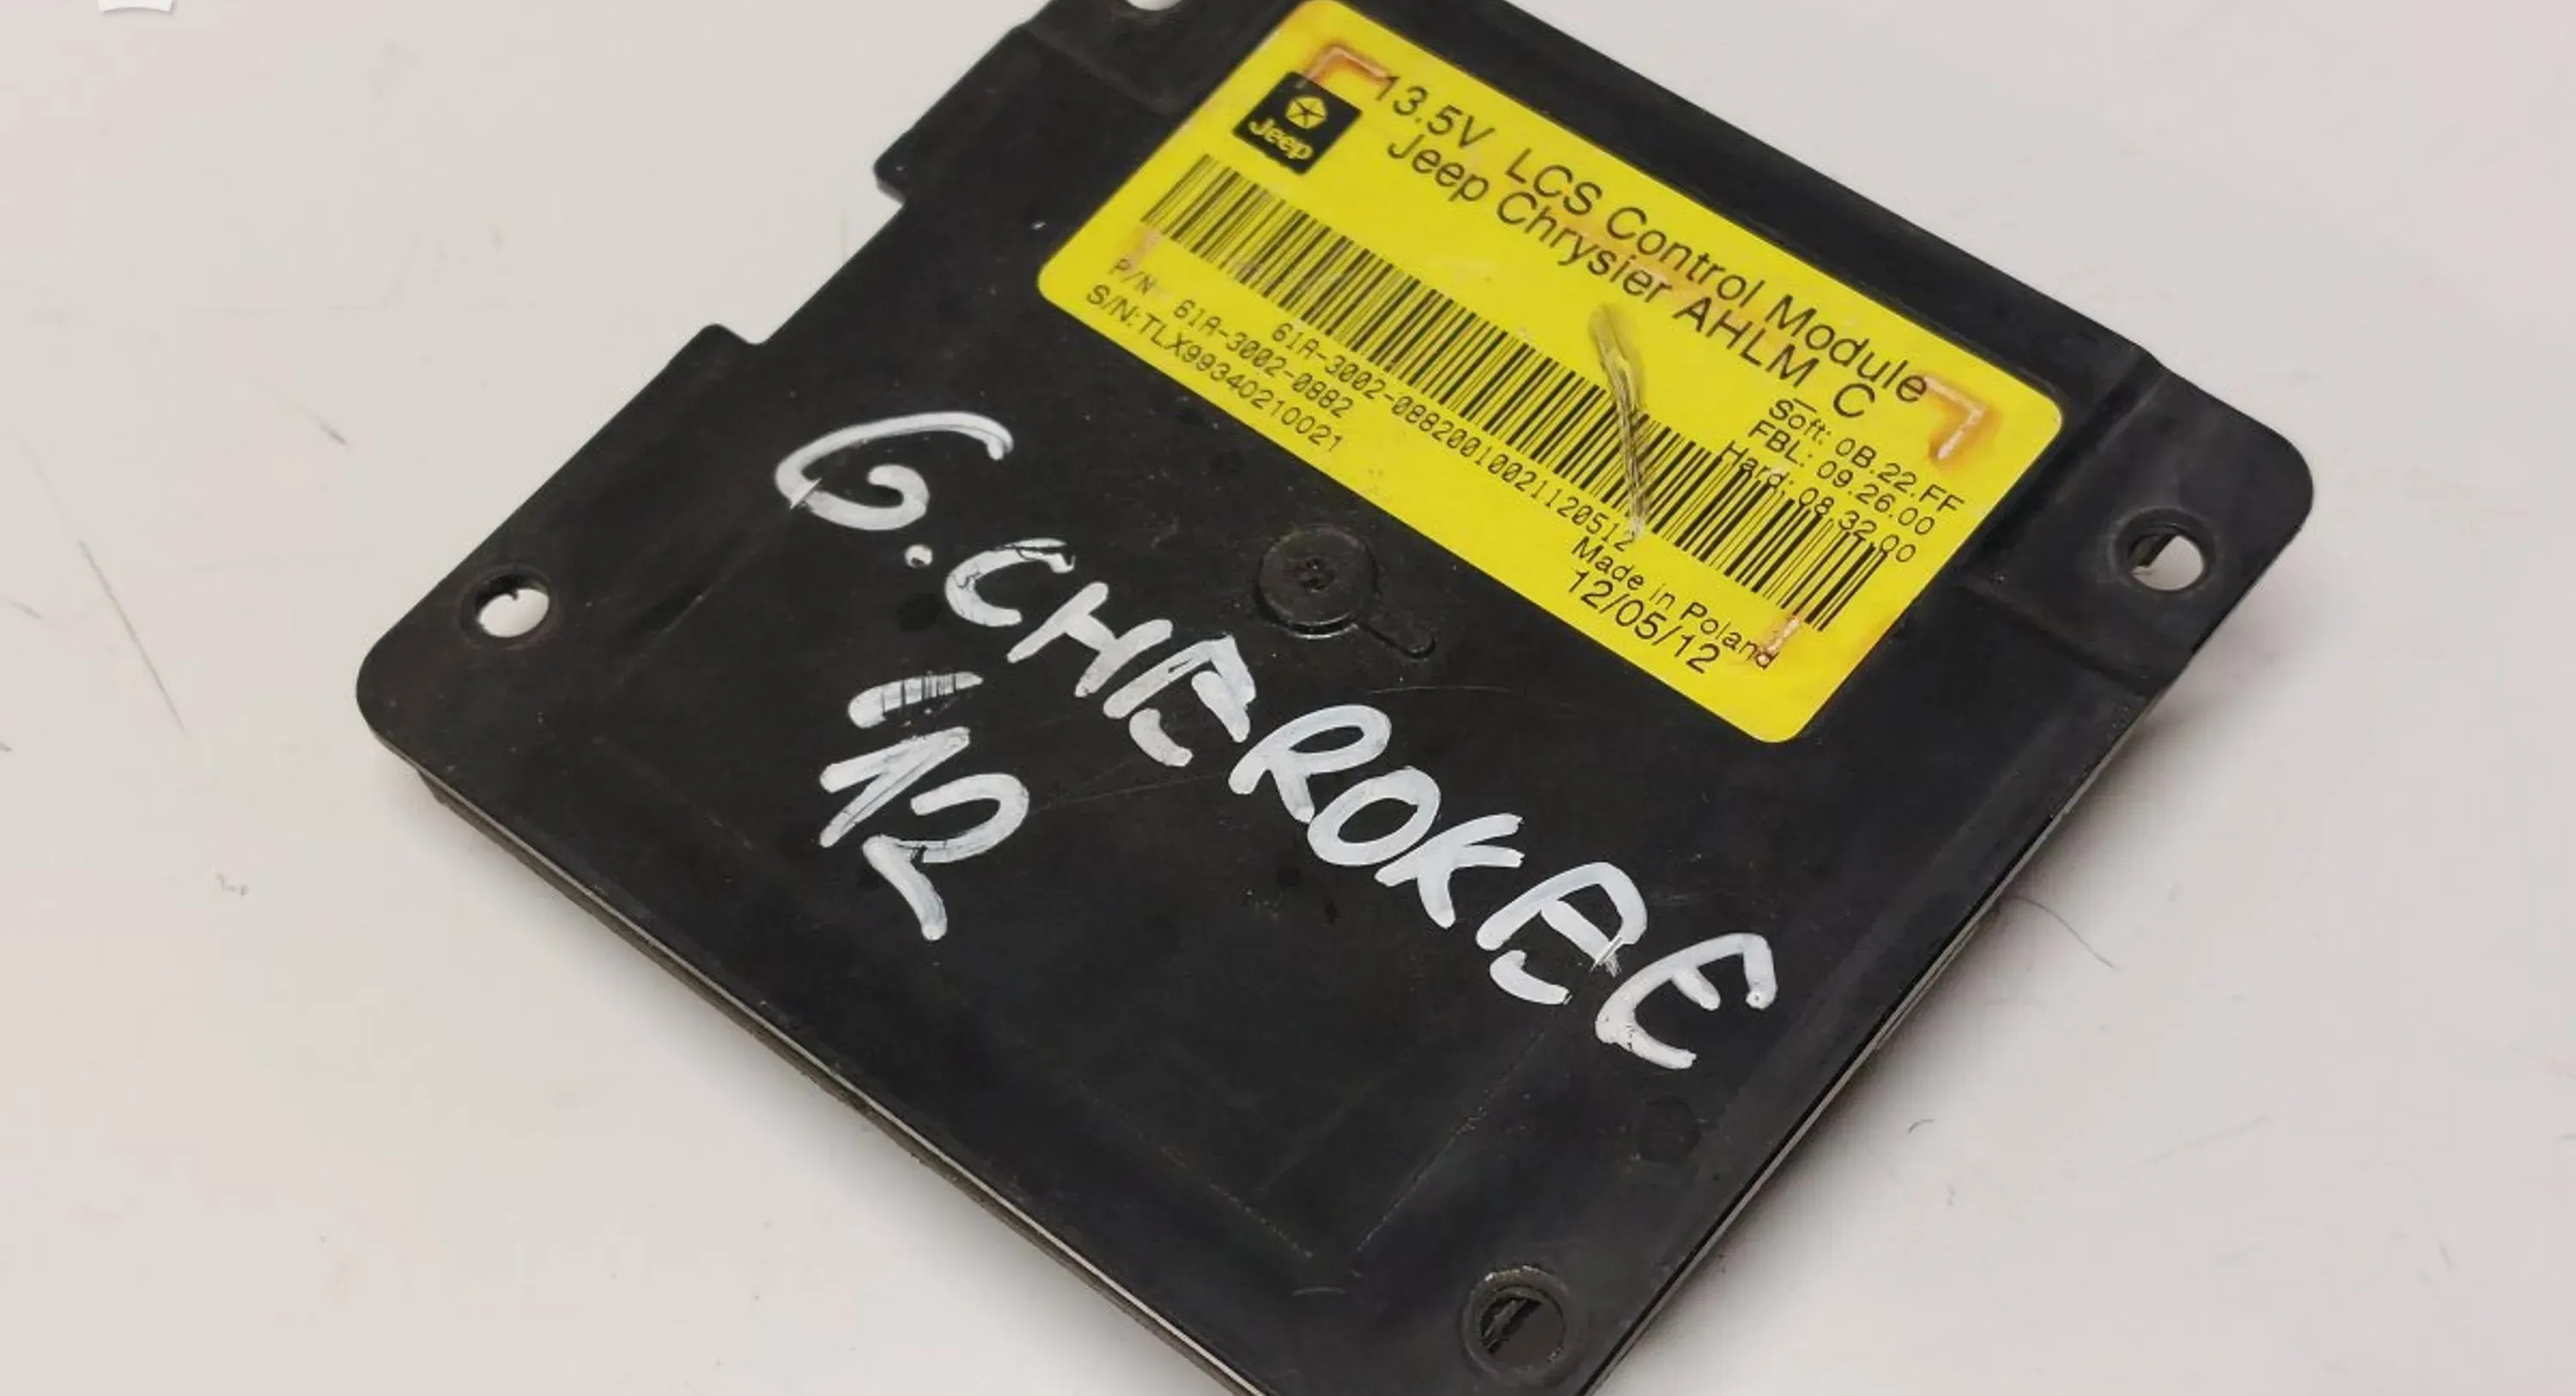 Jeep
13.5V LCS Control Module
Jeep Chrysler AHLM_C
Soft: 0B.22.FF
FBL: 09.26.00
Hard: 08.32.00
61A-3002-08820010021120512
P/N 61A-3002-0882
S/N:TLX99340210021
Made in Poland
12/05/12
G.CHEROKEE
12